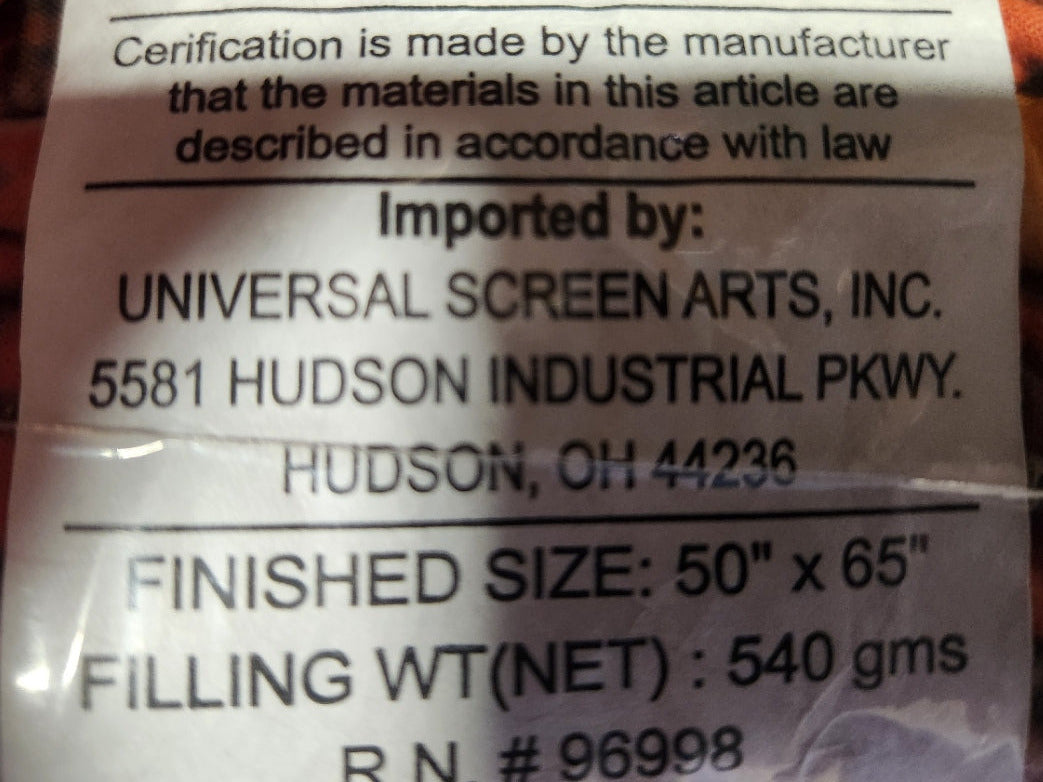 Cerification is made by the manufacturer
that the materials in this article are
described in accordance with law
Imported by:
UNIVERSAL SCREEN ARTS, INC.
5581 HUDSON INDUSTRIAL PKWY.
HUDSON, OH 44236
FINISHED SIZE: 50" x 65"
FILLING WT(NET) : 540 gms
R.N. # 96998